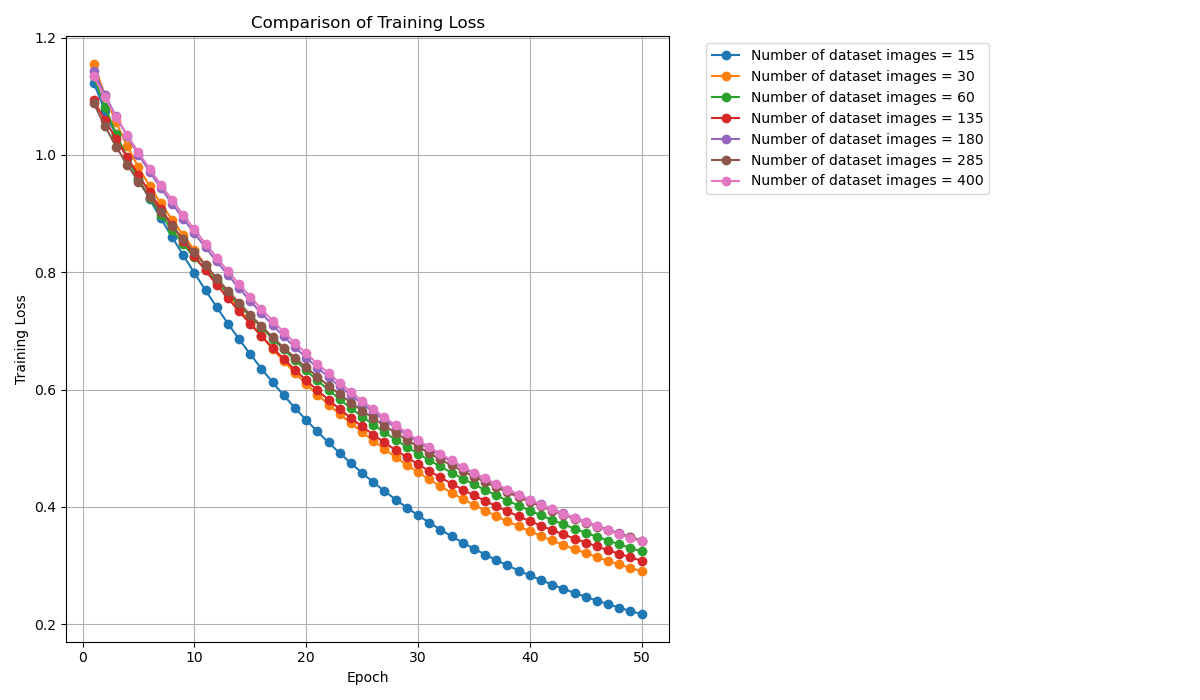 Comparison of Training Loss
1.2
1.0
0.8
0.6
0.4
0.2
Training Loss
0 10 20 30 40 50
Epoch
Number of dataset images = 15
Number of dataset images = 30
Number of dataset images = 60
Number of dataset images = 135
Number of dataset images = 180
Number of dataset images = 285
Number of dataset images = 400